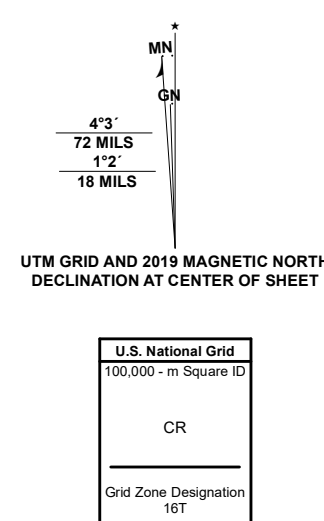 MN
GN
4°3´
72 MILS
1°2´
18 MILS
UTM GRID AND 2019 MAGNETIC NORTH
DECLINATION AT CENTER OF SHEET
U.S. National Grid
100,000 - m Square ID
CR
Grid Zone Designation
16T